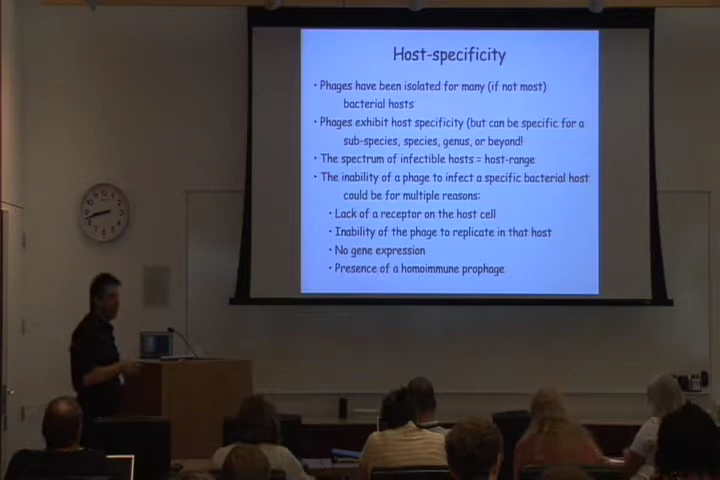 Host-specificity
• Phages have been isolated for many (if not most)
bacterial hosts
• Phages exhibit host specificity (but can be specific for a
sub-species, species, genus, or beyond!
• The spectrum of infectible hosts = host-range
• The inability of a phage to infect a specific bacterial host
could be for multiple reasons:
• Lack of a receptor on the host cell
• Inability of the phage to replicate in that host
• No gene expression
• Presence of a homoimmune prophage